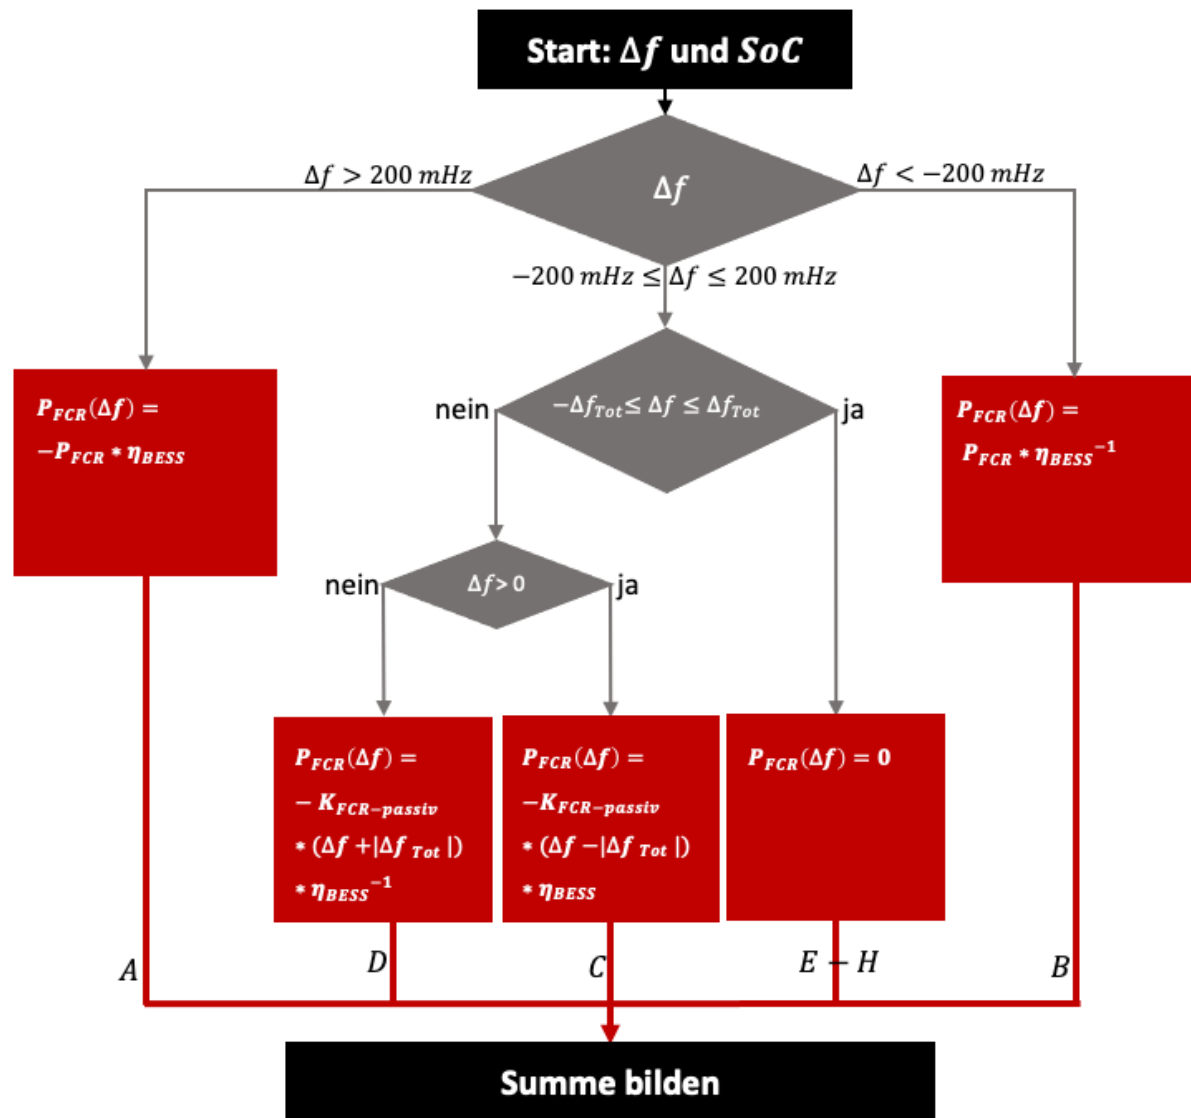 Start: Δf und SoC
Δf > 200 mHz
Δf < −200 mHz
Δf
−200 mHz ≤ Δf ≤ 200 mHz
P_FCR(Δf) =
−P_FCR * η_BESS
nein
−Δf_Tot ≤ Δf ≤ Δf_Tot
ja
P_FCR(Δf) =
P_FCR * η_BESS⁻¹
nein
Δf > 0
ja
P_FCR(Δf) =
− K_FCR−passiv
* (Δf +|Δf_Tot |)
* η_BESS⁻¹
P_FCR(Δf) =
−K_FCR−passiv
* (Δf −|Δf_Tot |)
* η_BESS
P_FCR(Δf) = 0
A
D
C
E − H
B
Summe bilden